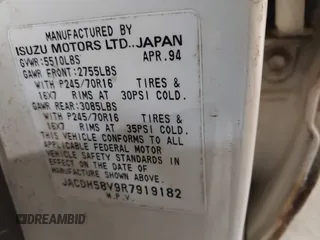 MANUFACTURED BY
ISUZU MOTORS LTD., JAPAN
GVWR:5510LBS APR.94
GAWR FRONT:2755LBS
WITH P245/70R16 TIRES &
16X7 RIMS AT 30PSI COLD.
GAWR REAR:3085LBS
WITH P245/70R16 TIRES &
16X7 RIMS AT 35PSI COLD.
THIS VEHICLE CONFORMS TO ALL
APPLICABLE FEDERAL MOTOR
VEHICLE SAFETY STANDARDS IN
EFFECT ON THE DATE OF
MANUFACTURE SHOWN ABOVE.
JACDH58V9R7919182
M.P.V.
DREAMBID